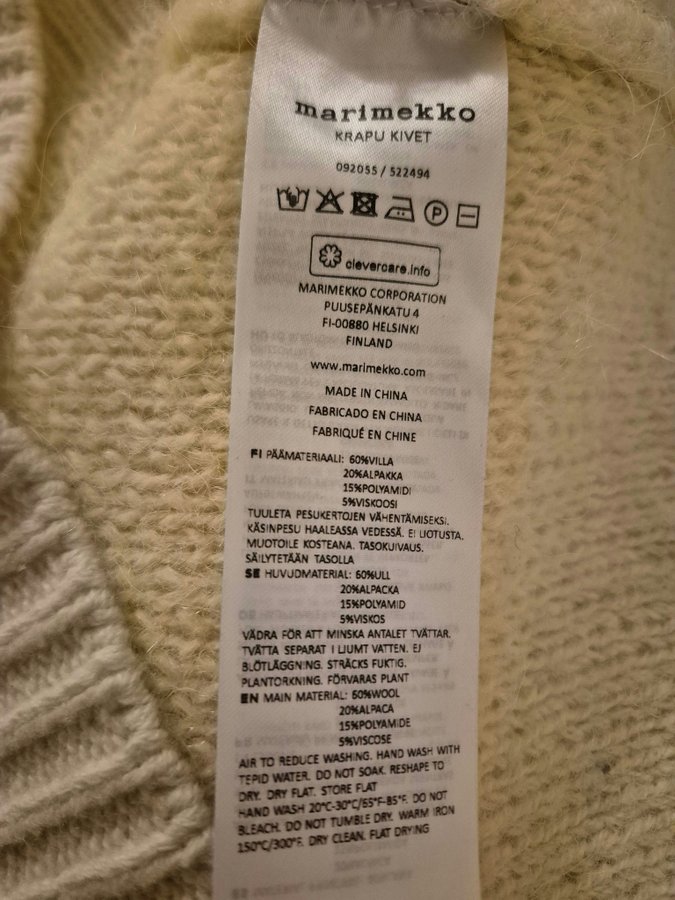 marimekko
KRAPU KIVET
092055 / 522494
P
clevercare.info
MARIMEKKO CORPORATION
PUUSEPÄNKATU 4
FI-00880 HELSINKI
FINLAND
www.marimekko.com
MADE IN CHINA
FABRICADO EN CHINA
FABRIQUÉ EN CHINE
FI PÄÄMATERIAALI: 60%VILLA
20%ALPAKKA
15%POLYAMIDI
5%VISKOOSI
TUULETA PESUKERTOJEN VÄHENTÄMISEKSI.
KÄSINPESU HAALEASSA VEDESSÄ. EI LIOTUSTA.
MUOTOILE KOSTEANA. TASOKUIVAUS.
SÄILYTETÄÄN TASOLLA
SE HUVUDMATERIAL: 60%ULL
20%ALPACKA
15%POLYAMID
5%VISKOS
VÄDRA FÖR ATT MINSKA ANTALET TVÄTTAR.
TVÄTTA SEPARAT I LJUMT VATTEN. EJ
BLÖTLÄGGNING. STRÄCKS FUKTIG.
PLANTORKNING. FÖRVARAS PLANT
EN MAIN MATERIAL: 60%WOOL
20%ALPACA
15%POLYAMIDE
5%VISCOSE
AIR TO REDUCE WASHING. HAND WASH WITH
TEPID WATER. DO NOT SOAK. RESHAPE TO
DRY. DRY FLAT. STORE FLAT
HAND WASH 20°C-30°C/65°F-85°F. DO NOT
BLEACH. DO NOT TUMBLE DRY. WARM IRON
150°C/300°F. DRY CLEAN. FLAT DRYING